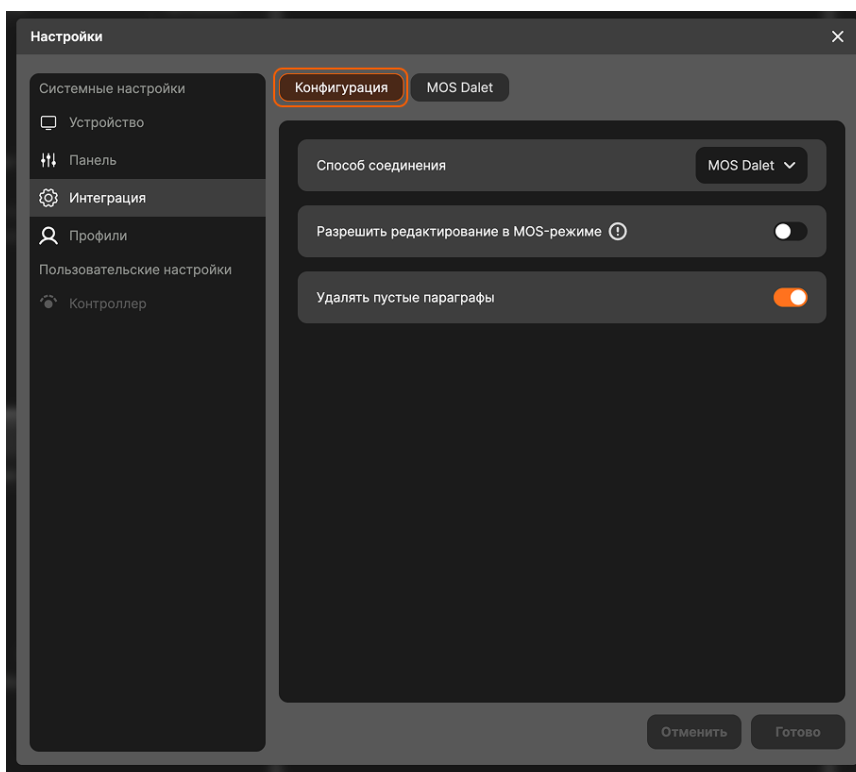 Настройки
Системные настройки
Устройство
Панель
Интеграция
Профили
Пользовательские настройки
Контроллер
Конфигурация
MOS Dalet
Способ соединения
MOS Dalet
Разрешить редактирование в MOS-режиме
Удалять пустые параграфы
Отменить
Готово